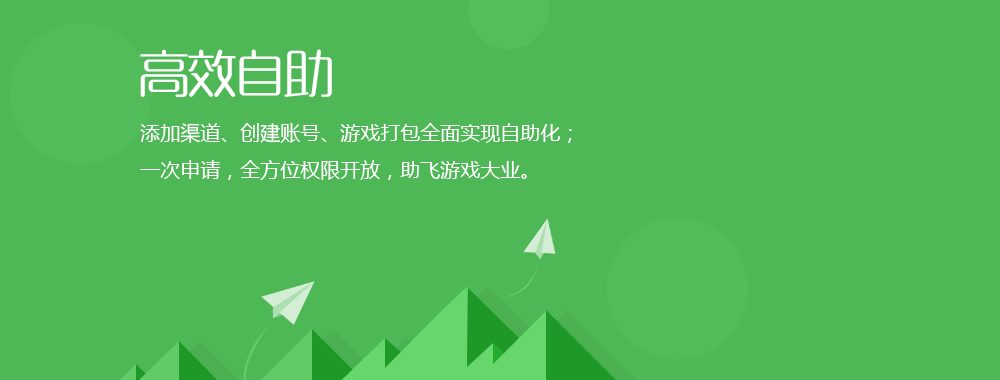 高效自助
添加渠道、创建账号、游戏打包全面实现自助化；
一次申请，全方位权限开放，助飞游戏大业。